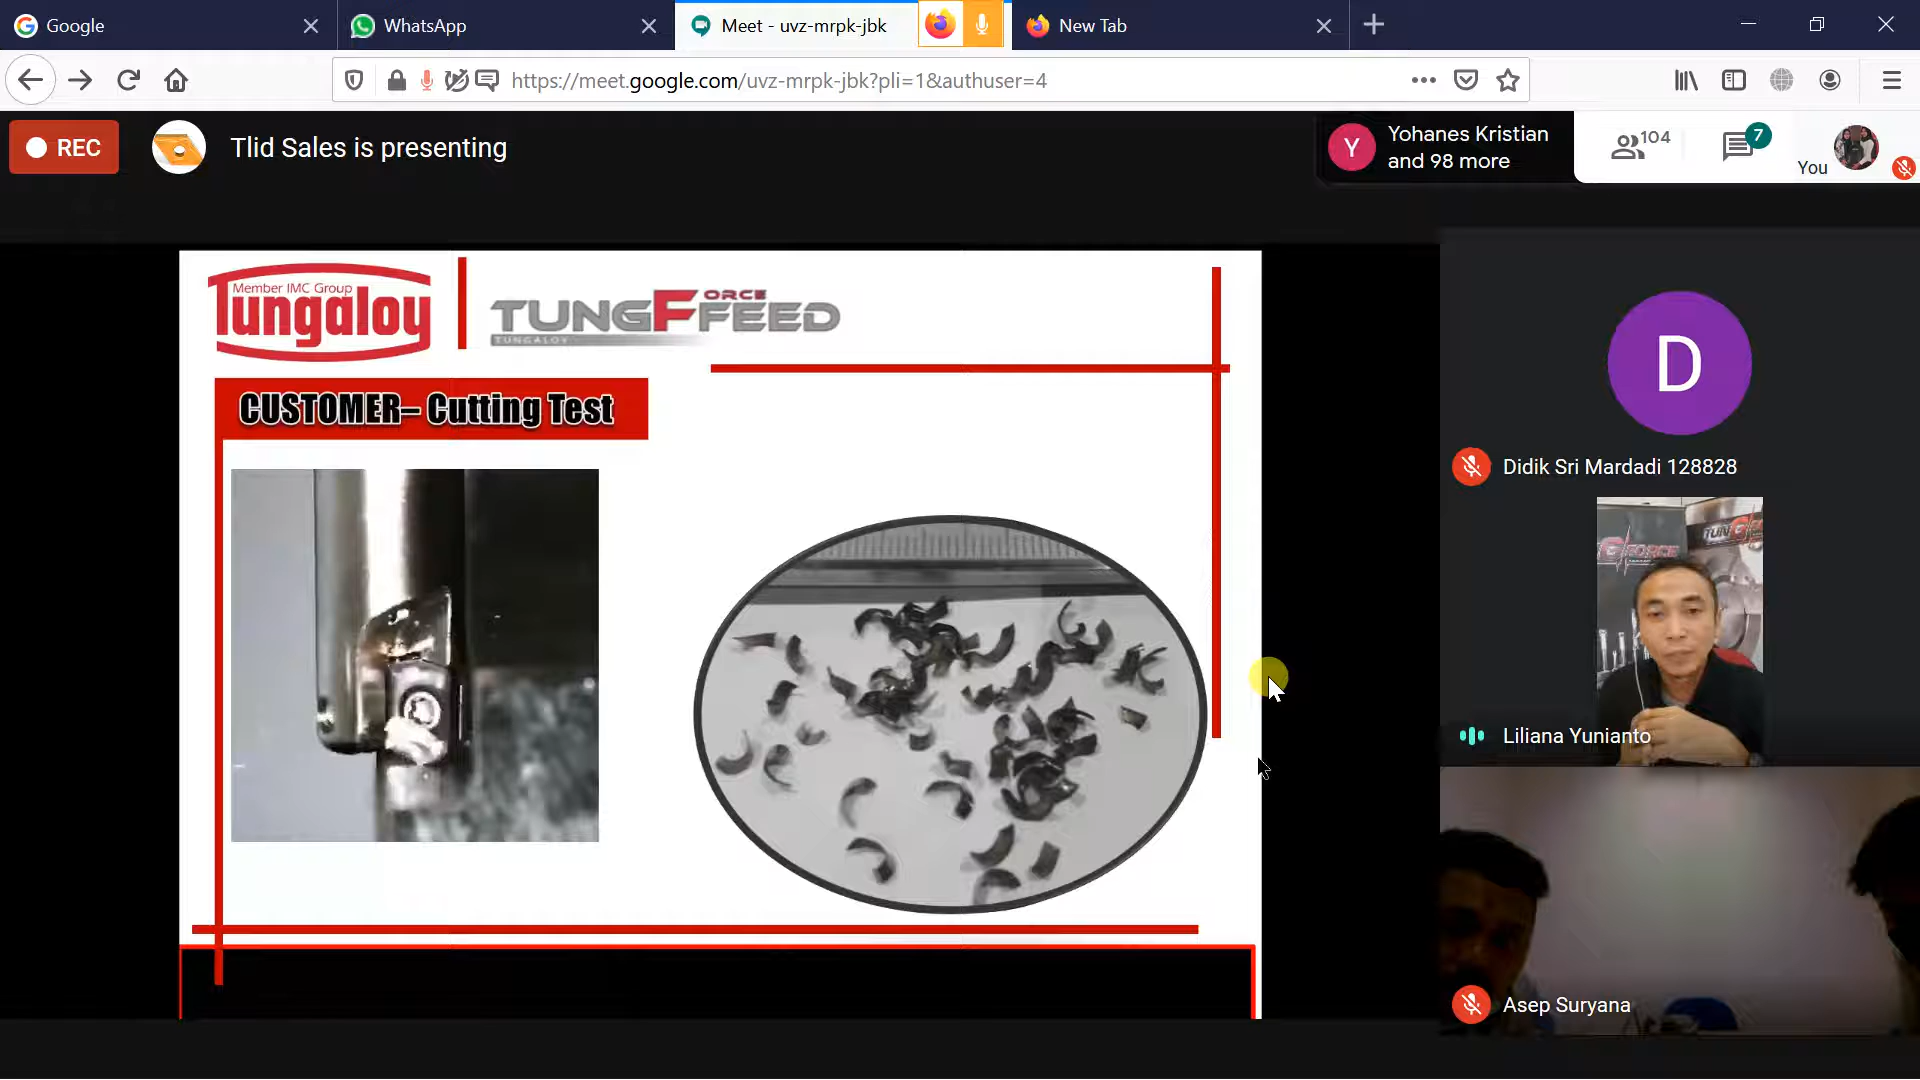 Google
WhatsApp
Meet - uvz-mrpk-jbk
New Tab
https://meet.google.com/uvz-mrpk-jbk?pli=1&authuser=4
REC
Tlid Sales is presenting
Y
Yohanes Kristian
and 98 more
104
7
You
Member IMC Group
Tungaloy
TUNGFORCE FEED
TUNGALOY
CUSTOMER– Cutting Test
D
Didik Sri Mardadi 128828
Liliana Yunianto
Asep Suryana